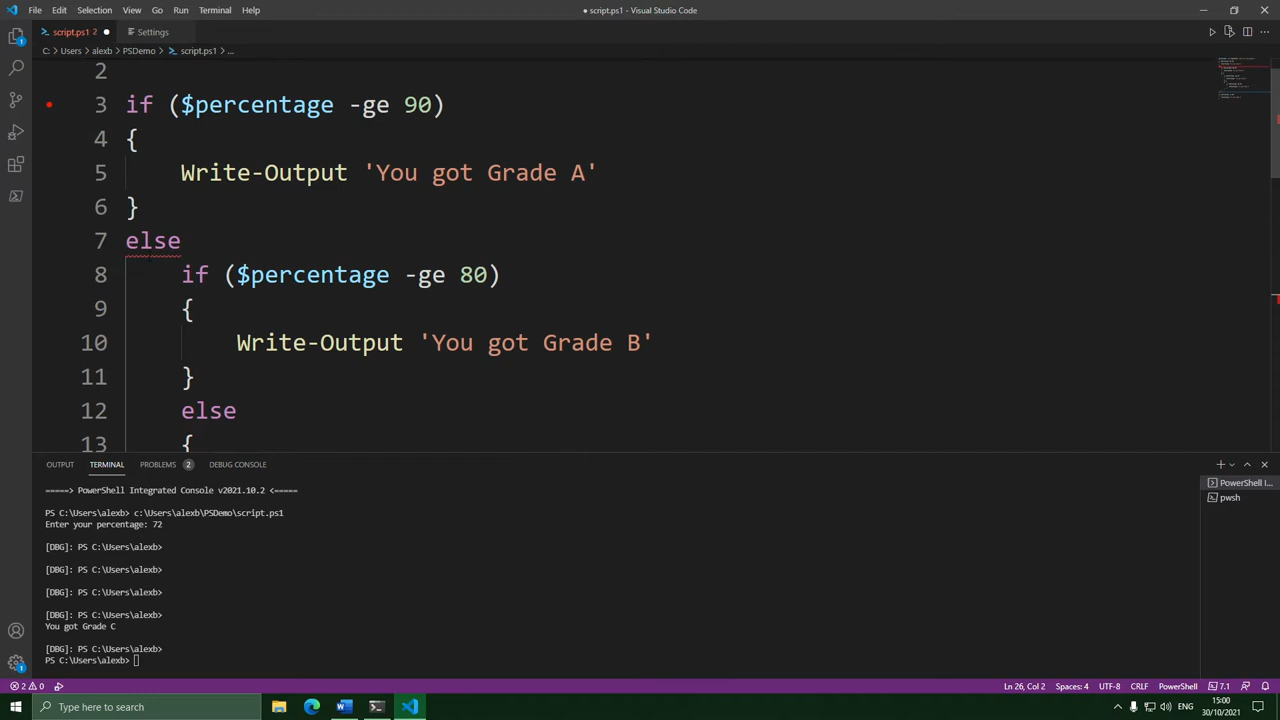 File Edit Selection View Go Run Terminal Help
● script.ps1 - Visual Studio Code
script.ps1 2 ● Settings
C: > Users > alexb > PSDemo > script.ps1 > ...
2
3 if ($percentage -ge 90)
4 {
5 Write-Output 'You got Grade A'
6 }
7 else
8 if ($percentage -ge 80)
9 {
10 Write-Output 'You got Grade B'
11 }
12 else
13 {
OUTPUT TERMINAL PROBLEMS 2 DEBUG CONSOLE
=====> PowerShell Integrated Console v2021.10.2 <=====
PowerShell I...
PS C:\Users\alexb> c:\Users\alexb\PSDemo\script.ps1
pwsh
Enter your percentage: 72
[DBG]: PS C:\Users\alexb>
[DBG]: PS C:\Users\alexb>
[DBG]: PS C:\Users\alexb>
[DBG]: PS C:\Users\alexb>
You got Grade C
[DBG]: PS C:\Users\alexb>
PS C:\Users\alexb>
2 0 Ln 26, Col 2 Spaces: 4 UTF-8 CRLF PowerShell 7.1
Type here to search ENG 15:00
30/10/2021